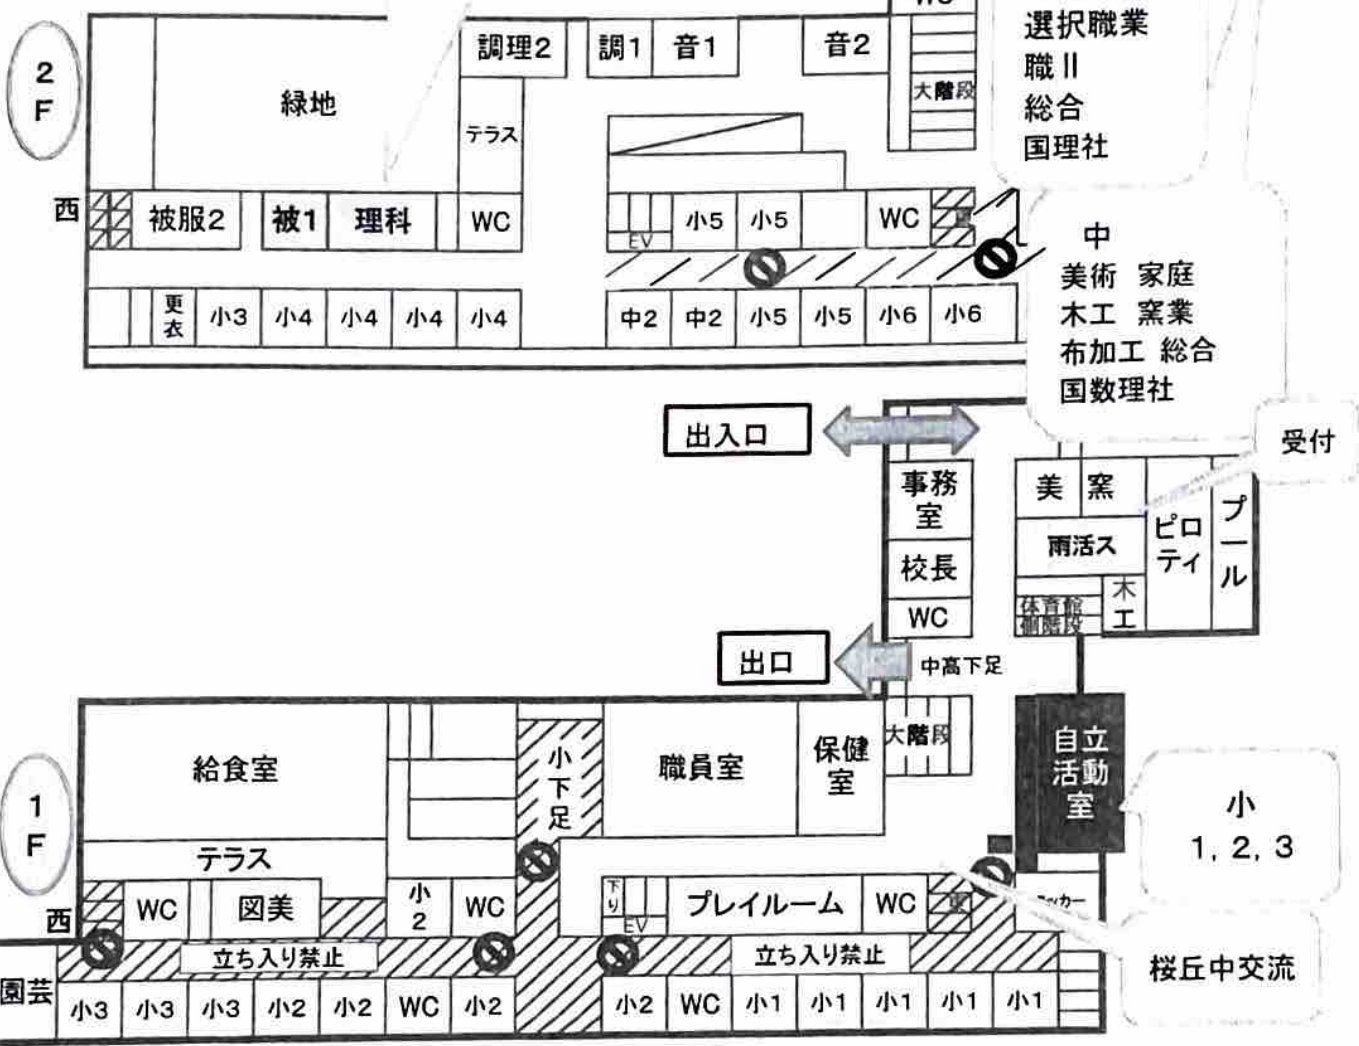 選択職業
職Ⅱ
総合
国理社
2
F
調理2
調1
音1
音2
緑地
大階段
テラス
西
被服2
被1
理科
WC
EV
小5
小5
WC
更衣
小3
小4
小4
小4
小4
中2
中2
小5
小5
小6
小6
中
美術 家庭
木工 窯業
布加工 総合
国数理社
出入口
受付
事務
室
美
窯
ピロ
ティ
プール
雨活ス
校長
WC
体育館
側階段
木工
出口
中高下足
1
F
給食室
小下足
職員室
保健
室
大階段
自立
活動
室
小
1, 2, 3
テラス
西
WC
図美
小
2
WC
下り
EV
プレイルーム
WC
桜丘中交流
立ち入り禁止
立ち入り禁止
園芸
小3
小3
小3
小2
小2
WC
小2
小2
WC
小1
小1
小1
小1
小1